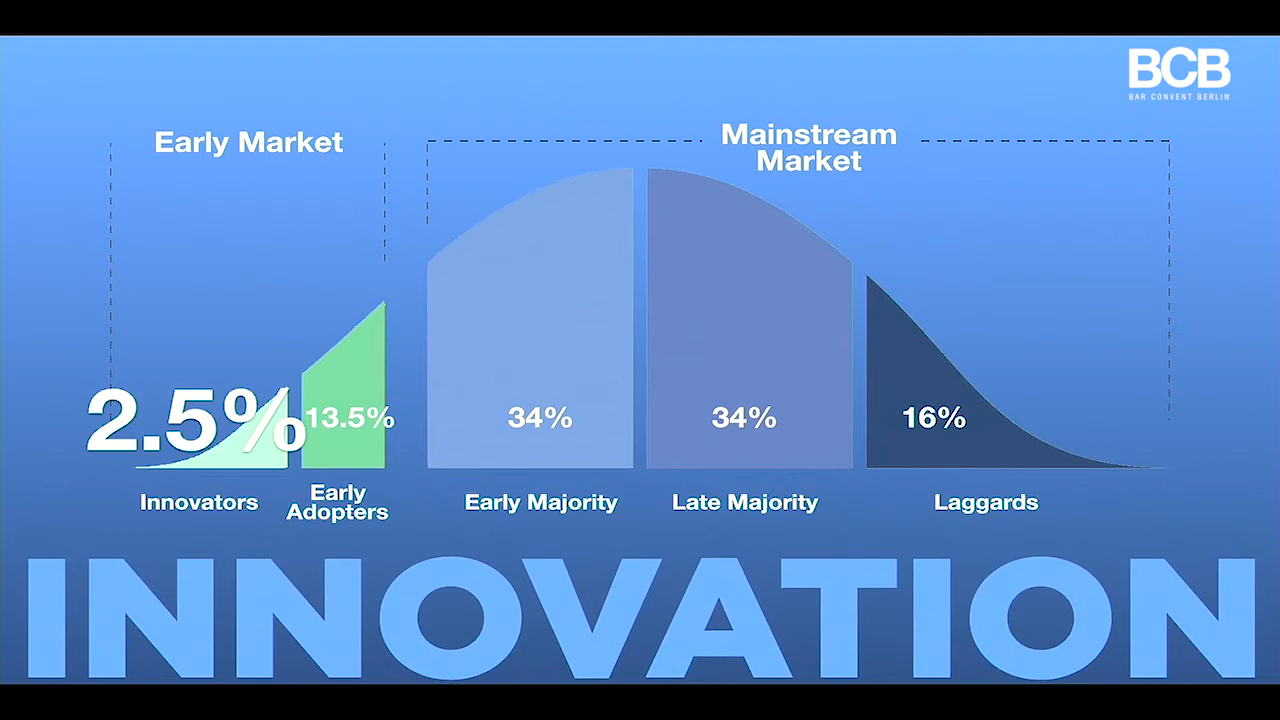 BCB
BAR CONVENT BERLIN
Early Market
Mainstream
Market
2.5%
13.5%
34%
34%
16%
Innovators
Early
Adopters
Early Majority
Late Majority
Laggards
INNOVATION